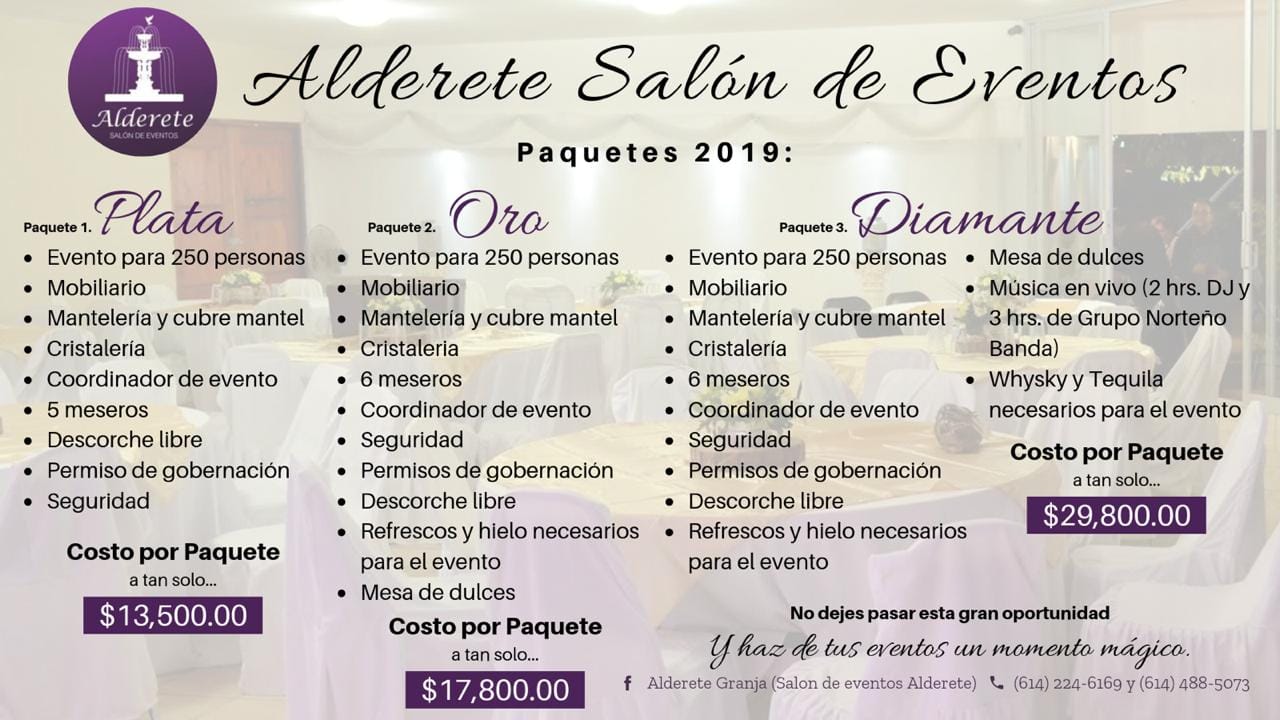 Alderete
SALÓN DE EVENTOS
Alderete Salón de Eventos
Paquetes 2019:
Paquete 1. Plata
• Evento para 250 personas
• Mobiliario
• Mantelería y cubre mantel
• Cristalería
• Coordinador de evento
• 5 meseros
• Descorche libre
• Permiso de gobernación
• Seguridad
Costo por Paquete
a tan solo...
$13,500.00
Paquete 2. Oro
• Evento para 250 personas
• Mobiliario
• Mantelería y cubre mantel
• Cristaleria
• 6 meseros
• Coordinador de evento
• Seguridad
• Permisos de gobernación
• Descorche libre
• Refrescos y hielo necesarios
para el evento
• Mesa de dulces
Costo por Paquete
a tan solo...
$17,800.00
Paquete 3. Diamante
• Evento para 250 personas
• Mobiliario
• Mantelería y cubre mantel
• Cristalería
• 6 meseros
• Coordinador de evento
• Seguridad
• Permisos de gobernación
• Descorche libre
• Refrescos y hielo necesarios
para el evento
• Mesa de dulces
• Música en vivo (2 hrs. DJ y
3 hrs. de Grupo Norteño
Banda)
• Whysky y Tequila
necesarios para el evento
Costo por Paquete
a tan solo...
$29,800.00
No dejes pasar esta gran oportunidad
Y haz de tus eventos un momento mágico.
Alderete Granja (Salon de eventos Alderete) (614) 224-6169 y (614) 488-5073